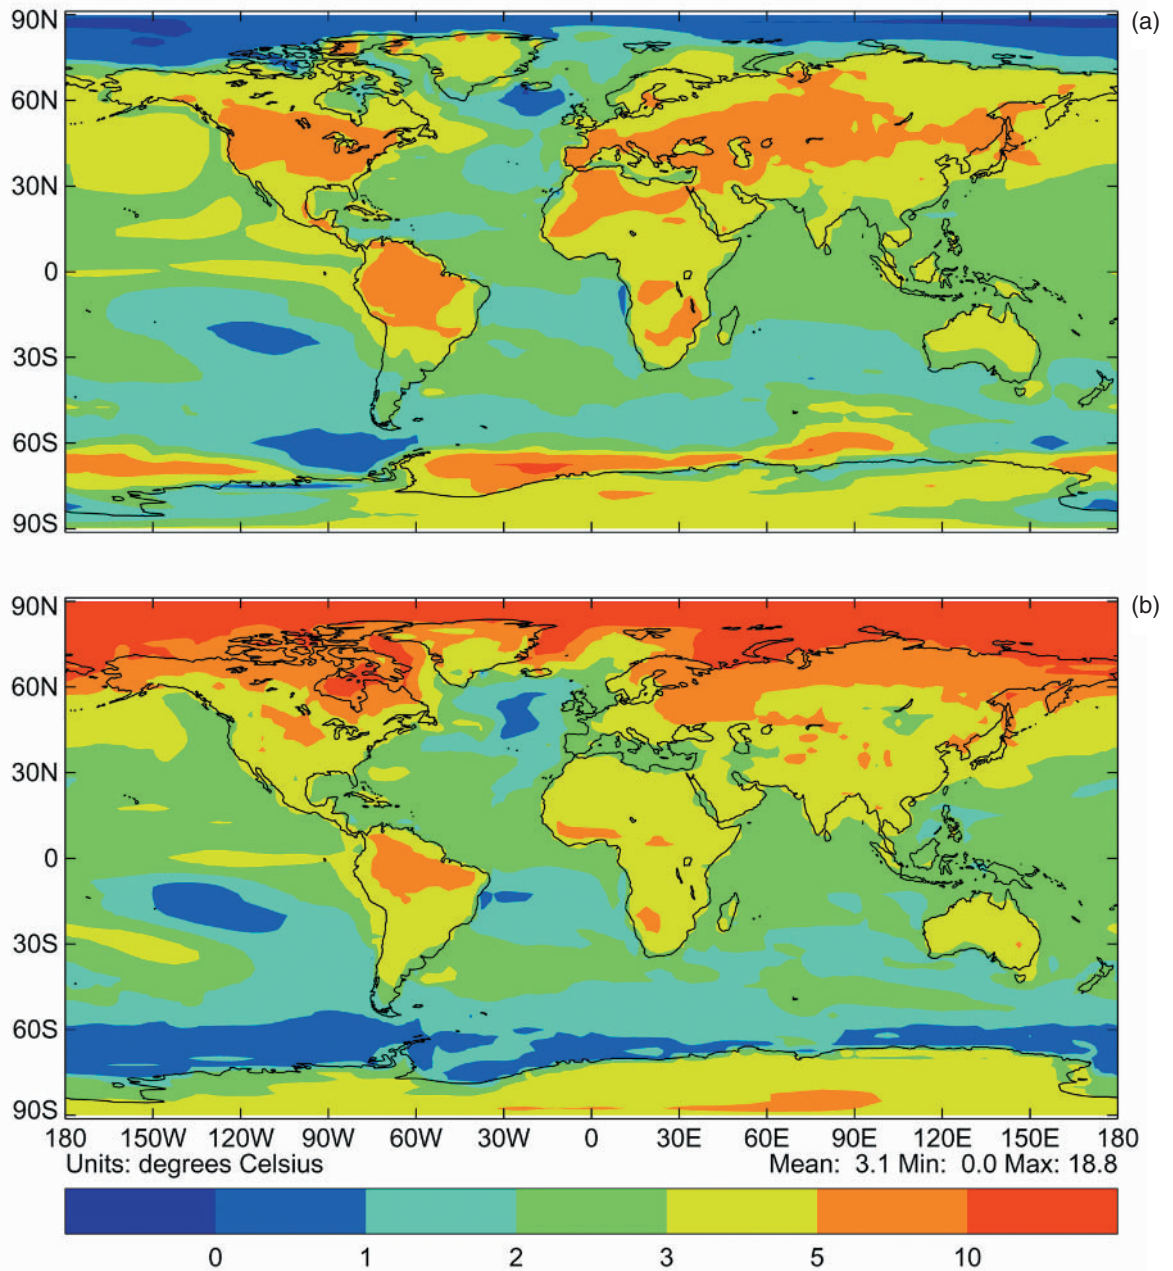 (a)
90N
60N
30N
0
30S
60S
90S
(b)
90N
60N
30N
0
30S
60S
90S
180 150W 120W 90W 60W 30W 0 30E 60E 90E 120E 150E 180
Units: degrees Celsius Mean: 3.1 Min: 0.0 Max: 18.8
0 1 2 3 5 10